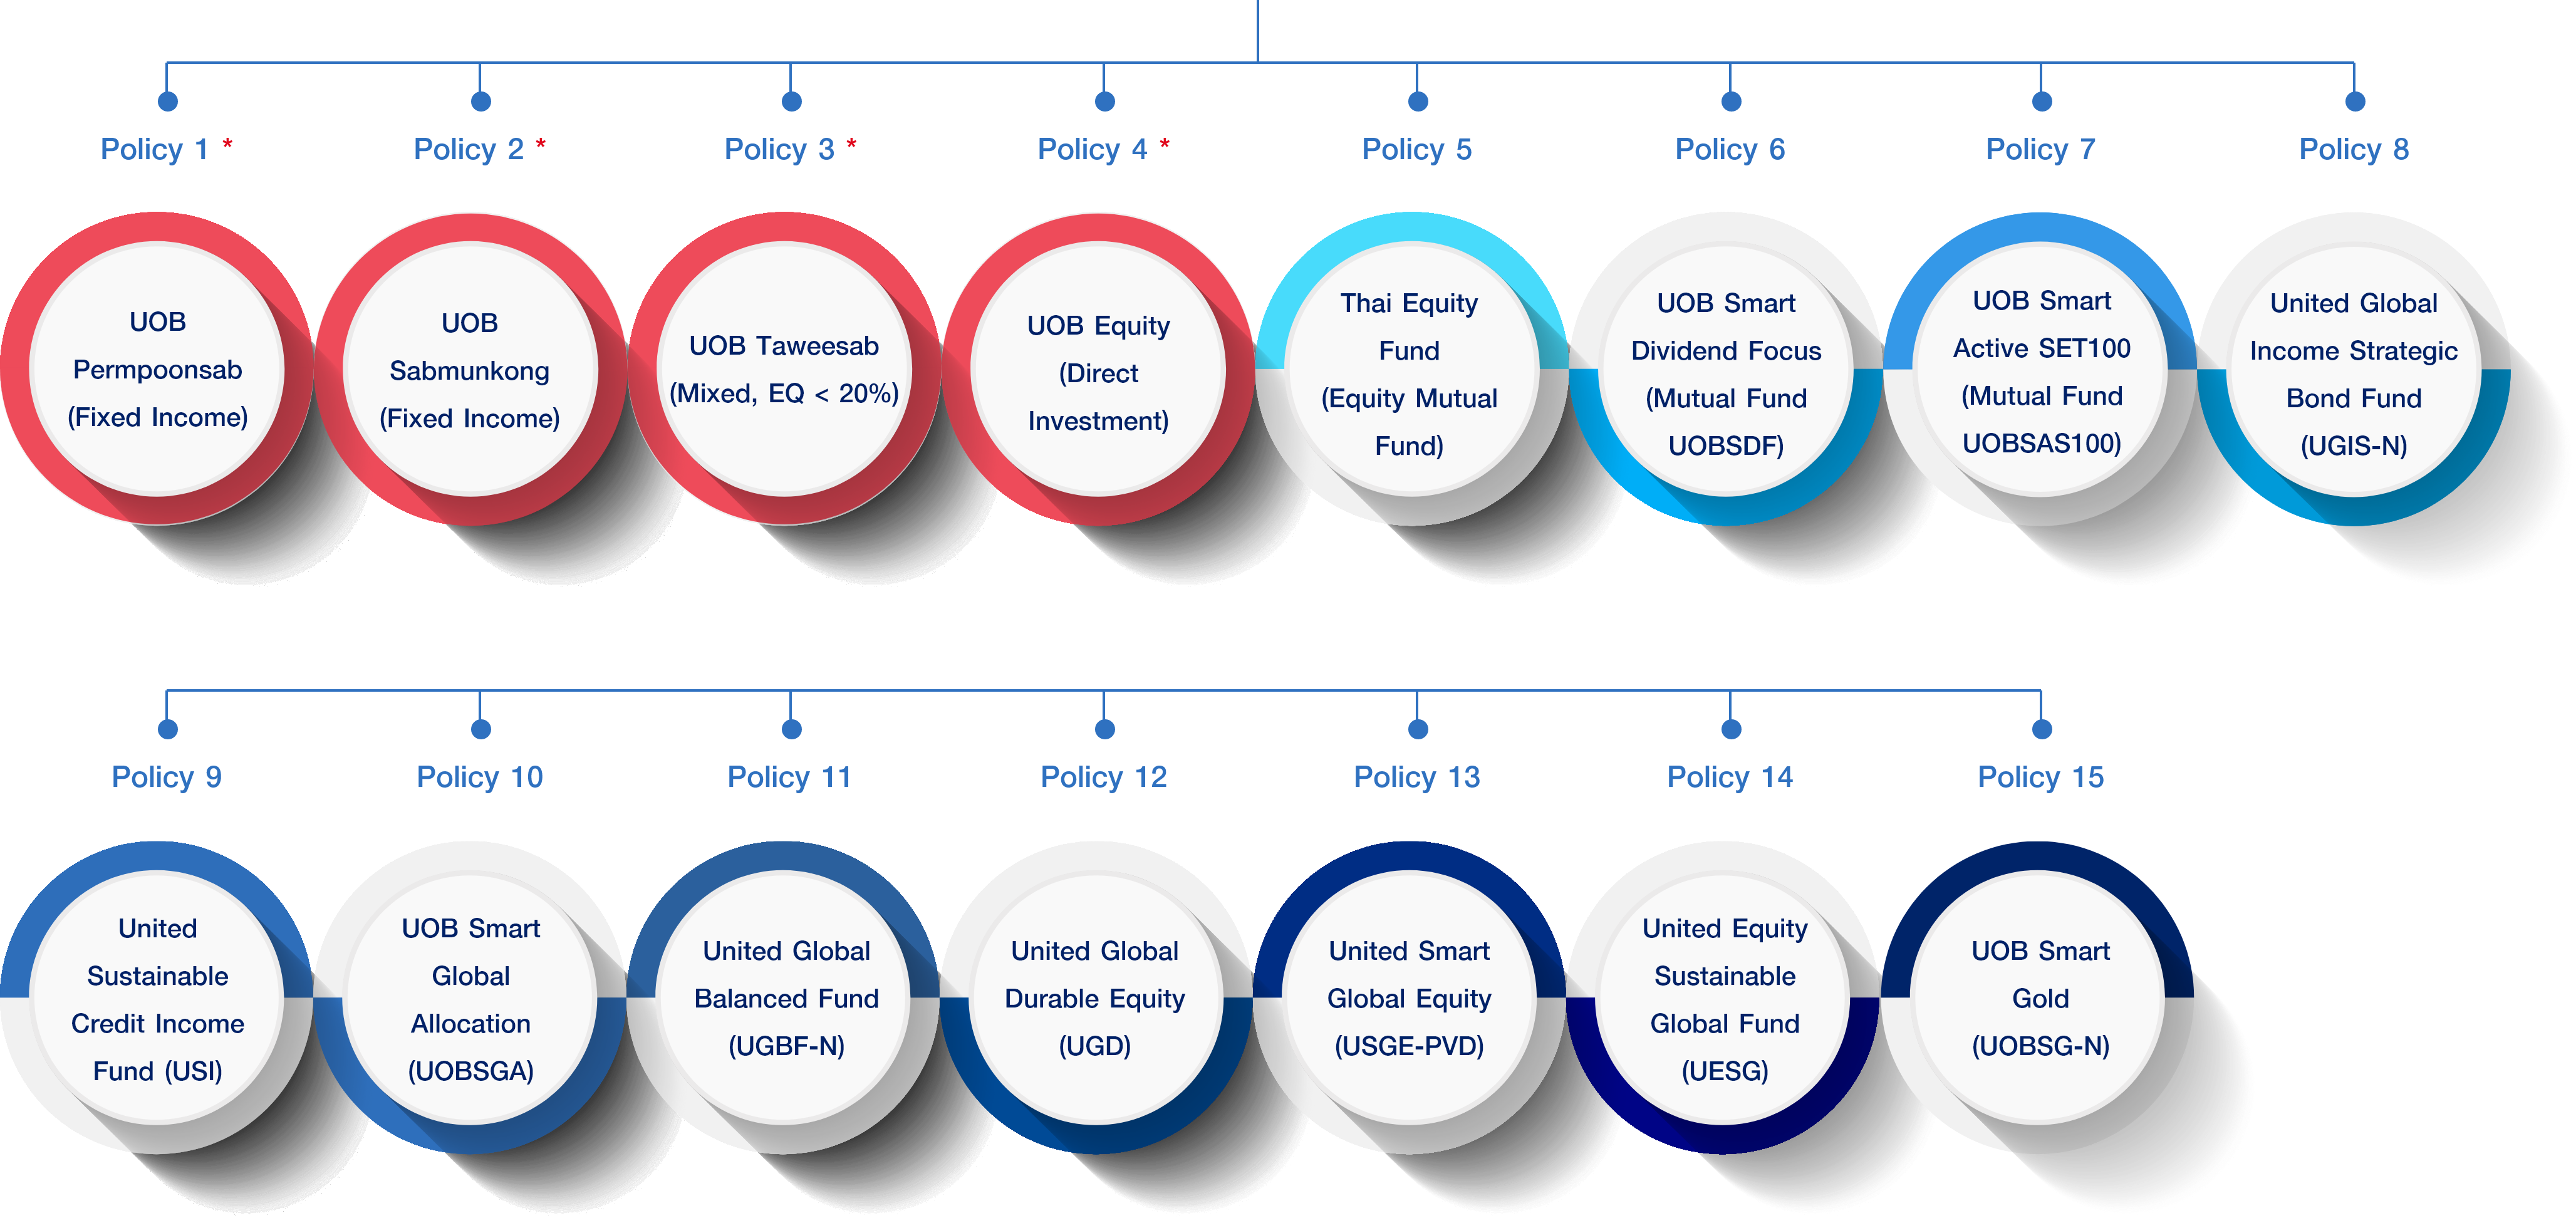 Policy 1 *
Policy 2 *
Policy 3 *
Policy 4 *
Policy 5
Policy 6
Policy 7
Policy 8
UOB
Permpoonsab
(Fixed Income)
UOB
Sabmunkong
(Fixed Income)
UOB Taweesab
(Mixed, EQ < 20%)
UOB Equity
(Direct
Investment)
Thai Equity
Fund
(Equity Mutual
Fund)
UOB Smart
Dividend Focus
(Mutual Fund
UOBSDF)
UOB Smart
Active SET100
(Mutual Fund
UOBSAS100)
United Global
Income Strategic
Bond Fund
(UGIS-N)
Policy 9
Policy 10
Policy 11
Policy 12
Policy 13
Policy 14
Policy 15
United
Sustainable
Credit Income
Fund (USI)
UOB Smart
Global
Allocation
(UOBSGA)
United Global
Balanced Fund
(UGBF-N)
United Global
Durable Equity
(UGD)
United Smart
Global Equity
(USGE-PVD)
United Equity
Sustainable
Global Fund
(UESG)
UOB Smart
Gold
(UOBSG-N)